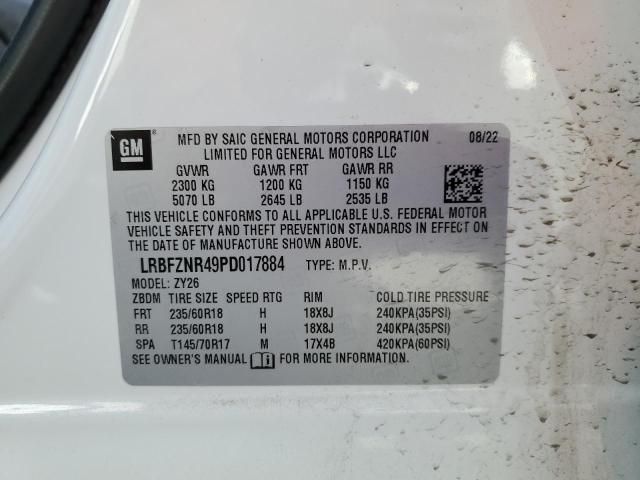 GM ®
MFD BY SAIC GENERAL MOTORS CORPORATION 08/22
LIMITED FOR GENERAL MOTORS LLC
GVWR GAWR FRT GAWR RR
2300 KG 1200 KG 1150 KG
5070 LB 2645 LB 2535 LB
THIS VEHICLE CONFORMS TO ALL APPLICABLE U.S. FEDERAL MOTOR
VEHICLE SAFETY AND THEFT PREVENTION STANDARDS IN EFFECT ON
THE DATE OF MANUFACTURE SHOWN ABOVE.
LRBFZNR49PD017884 TYPE: M.P.V.
MODEL: ZY26
ZBDM TIRE SIZE SPEED RTG RIM COLD TIRE PRESSURE
FRT 235/60R18 H 18X8J 240KPA(35PSI)
RR 235/60R18 H 18X8J 240KPA(35PSI)
SPA T145/70R17 M 17X4B 420KPA(60PSI)
SEE OWNER'S MANUAL FOR MORE INFORMATION.